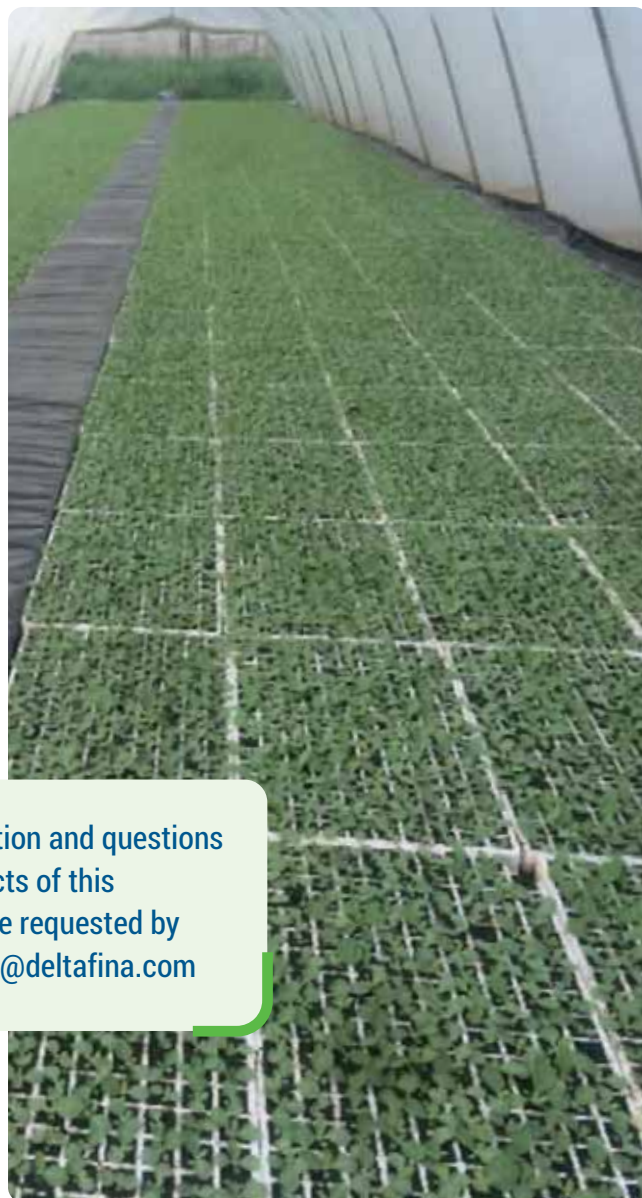 tion and questions
cts of this
e requested by
@deltafina.com